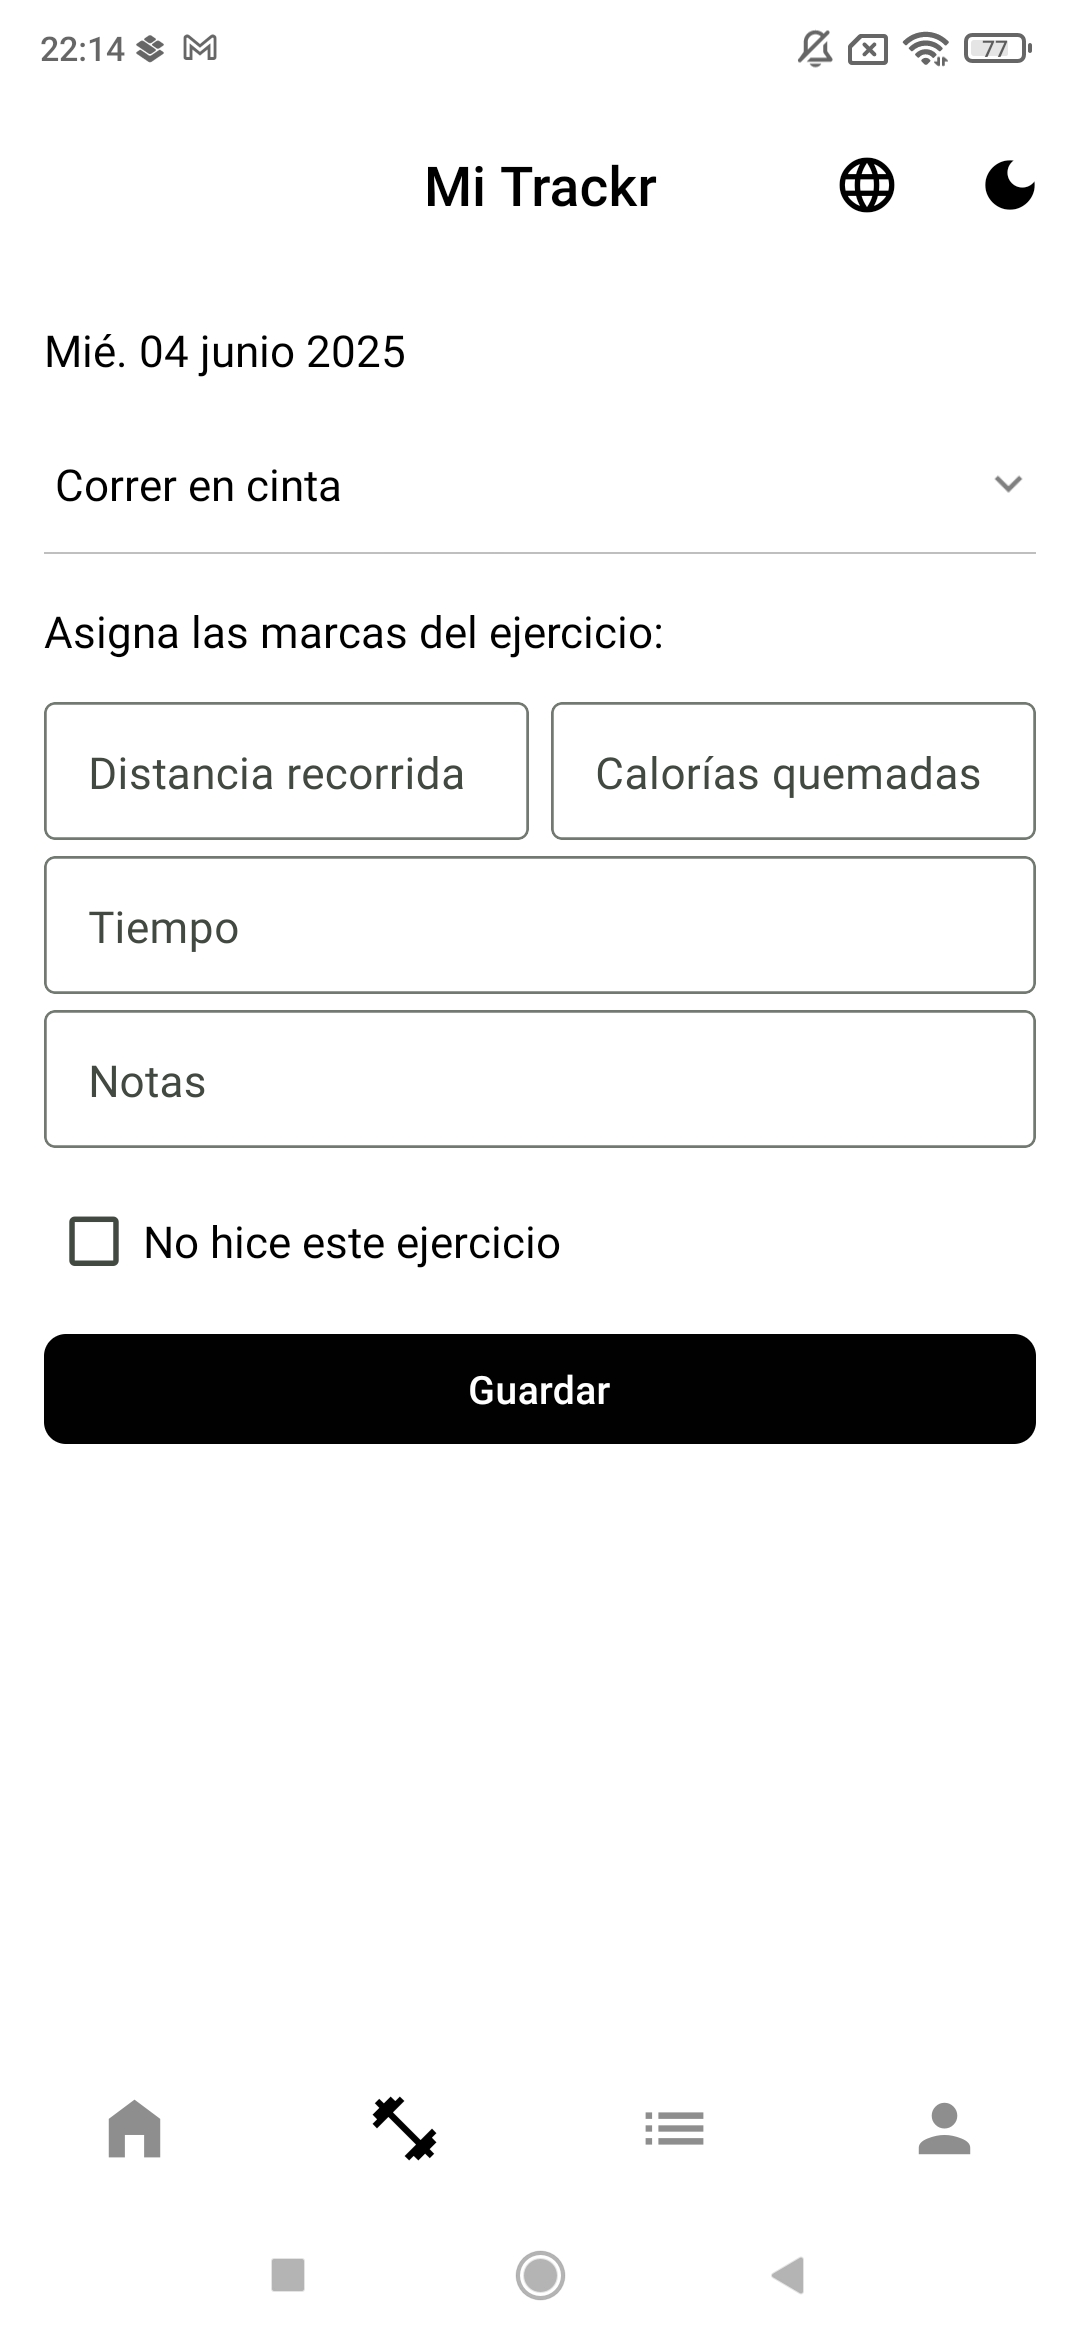 22:14
77
Mi Trackr
Mié. 04 junio 2025
Correr en cinta
Asigna las marcas del ejercicio:
Distancia recorrida
Calorías quemadas
Tiempo
Notas
No hice este ejercicio
Guardar